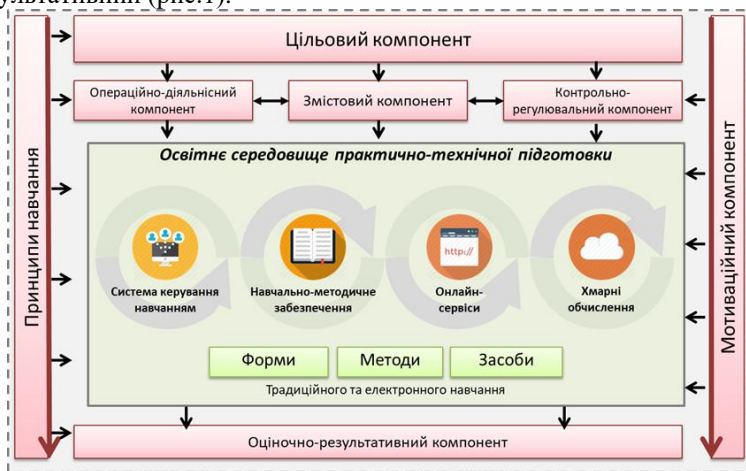 (рис.1).
Цільовий компонент
Операційно-діяльнісний
компонент
Змістовий компонент
Контрольно-
регулювальний компонент
Принципи навчання
Мотиваційний компонент
Освітнє середовище практично-технічної підготовки
http://
Система керування
навчанням
Навчально-методичне
забезпечення
Онлайн-
сервіси
Хмарні
обчислення
Форми
Методи
Засоби
Традиційного та електронного навчання
Оціночно-результативний компонент